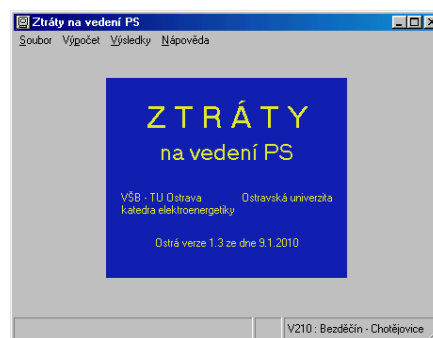 Ztráty na vedení PS
Soubor Výpočet Výsledky Nápověda
ZTRÁTY
na vedení PS
VŠB - TU Ostrava Ostravská univerzita
katedra elektroenergetiky
Ostrá verze 1.3 ze dne 9.1.2010
V210 : Bezděčín - Chotějovice